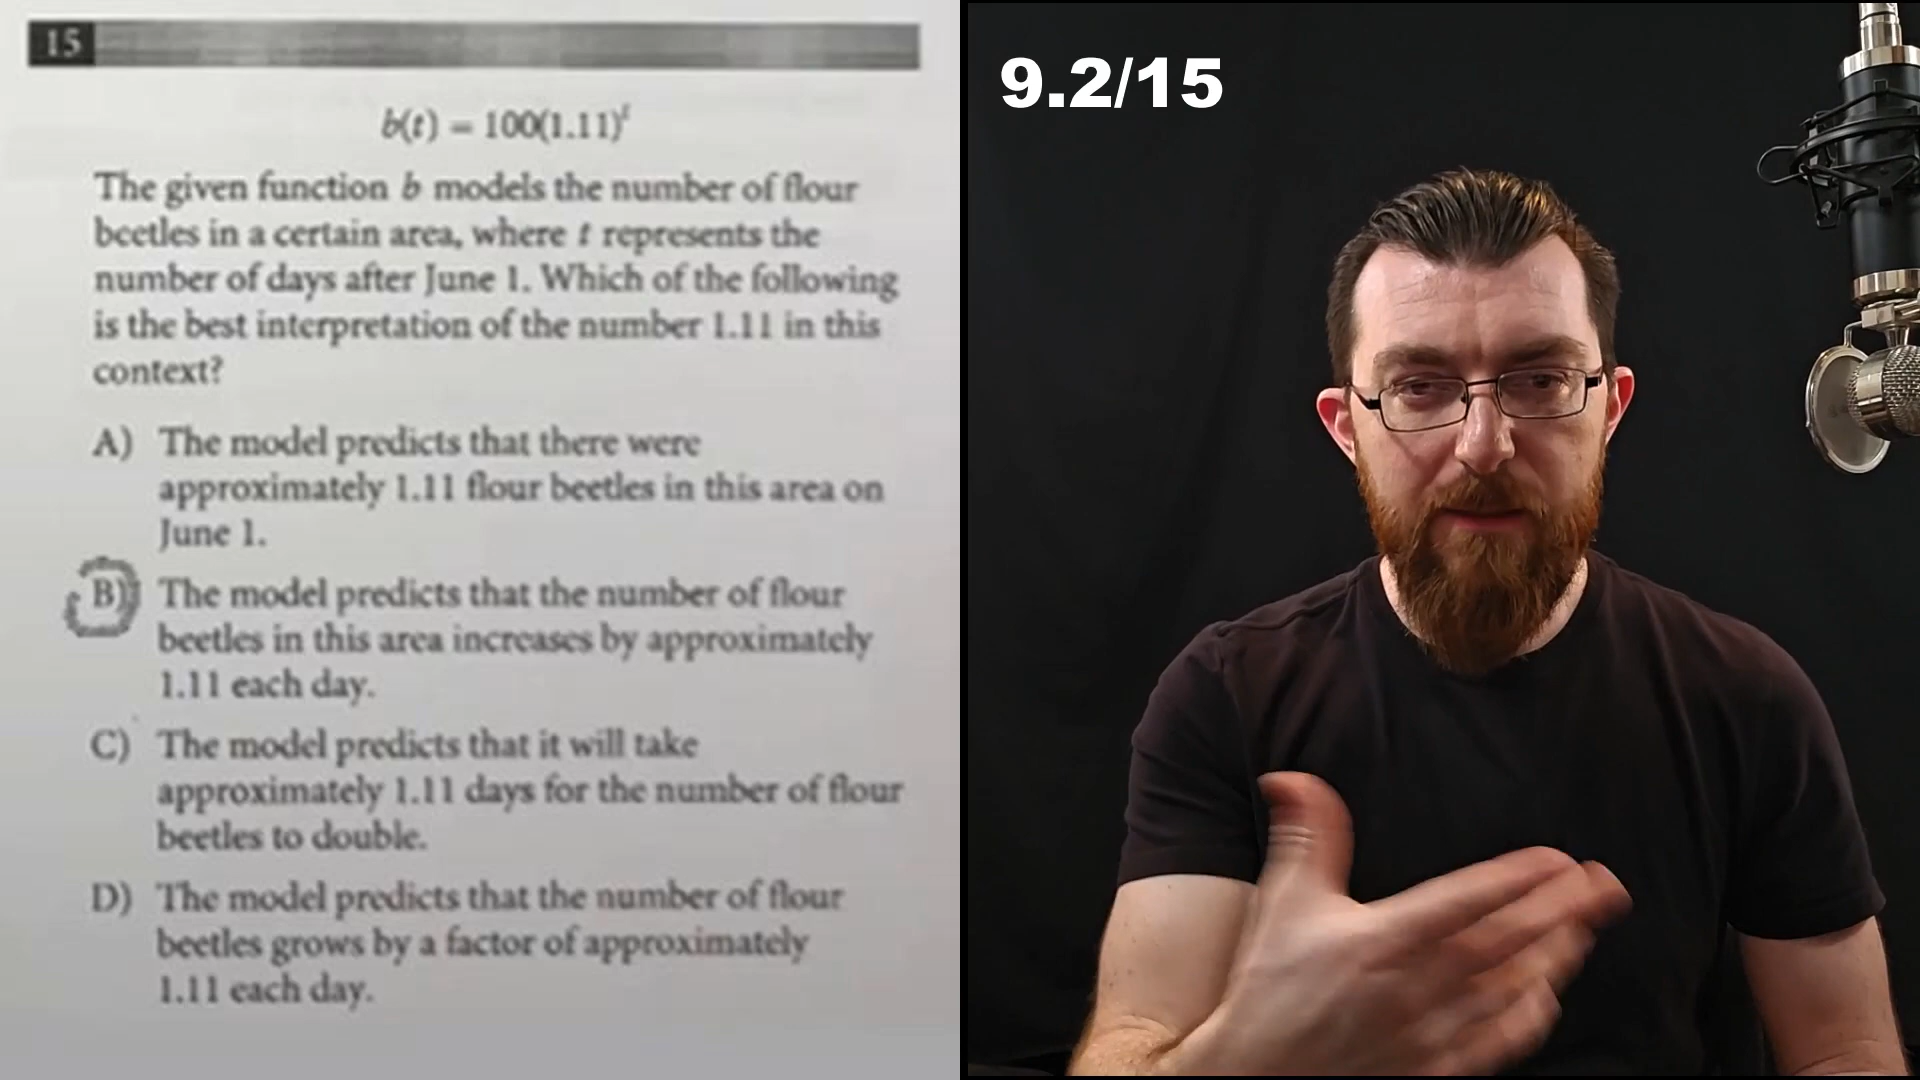 15
b(t) = 100(1.11)^t
The given function b models the number of flour
beetles in a certain area, where t represents the
number of days after June 1. Which of the following
is the best interpretation of the number 1.11 in this
context?
A) The model predicts that there were
approximately 1.11 flour beetles in this area on
June 1.
B) The model predicts that the number of flour
beetles in this area increases by approximately
1.11 each day.
C) The model predicts that it will take
approximately 1.11 days for the number of flour
beetles to double.
D) The model predicts that the number of flour
beetles grows by a factor of approximately
1.11 each day.
9.2/15